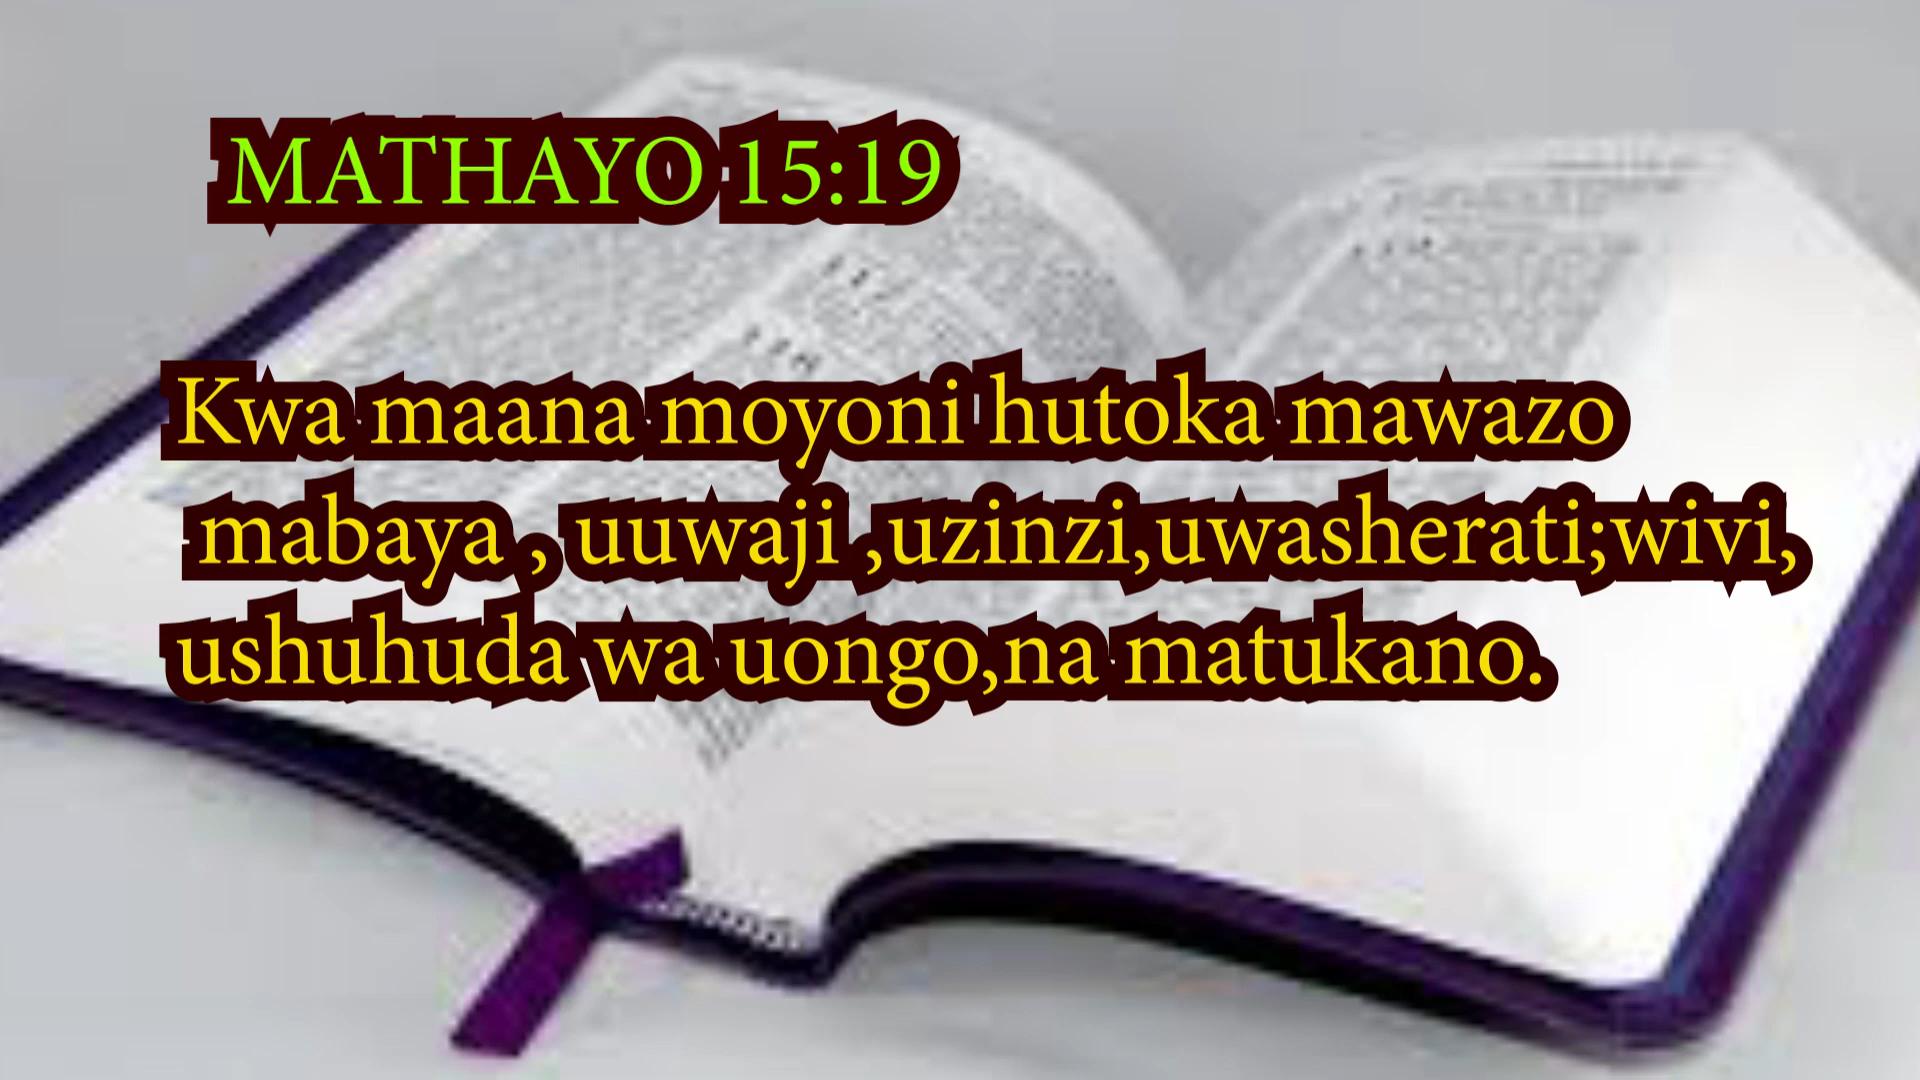 MATHAYO 15:19
Kwa maana moyoni hutoka mawazo
mabaya , uuwaji ,uzinzi,uwasherati;wivi,
ushuhuda wa uongo,na matukano.